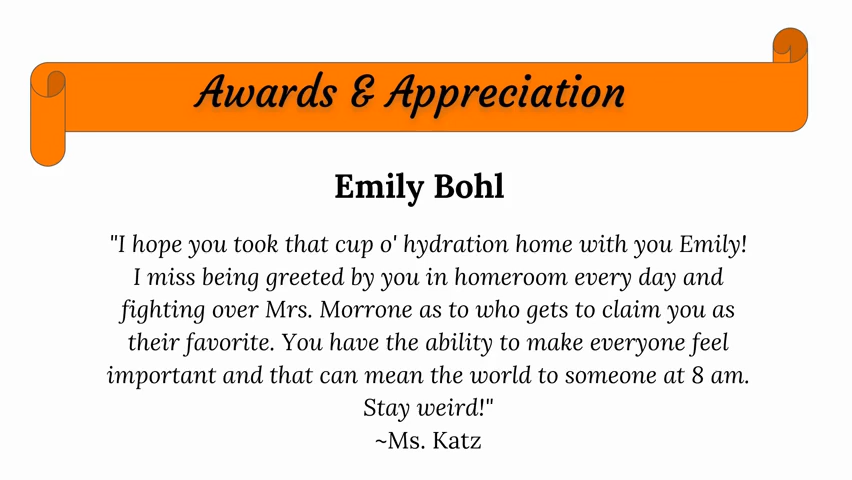 Awards & Appreciation
Emily Bohl
"I hope you took that cup o' hydration home with you Emily!
I miss being greeted by you in homeroom every day and
fighting over Mrs. Morrone as to who gets to claim you as
their favorite. You have the ability to make everyone feel
important and that can mean the world to someone at 8 am.
Stay weird!"
~Ms. Katz